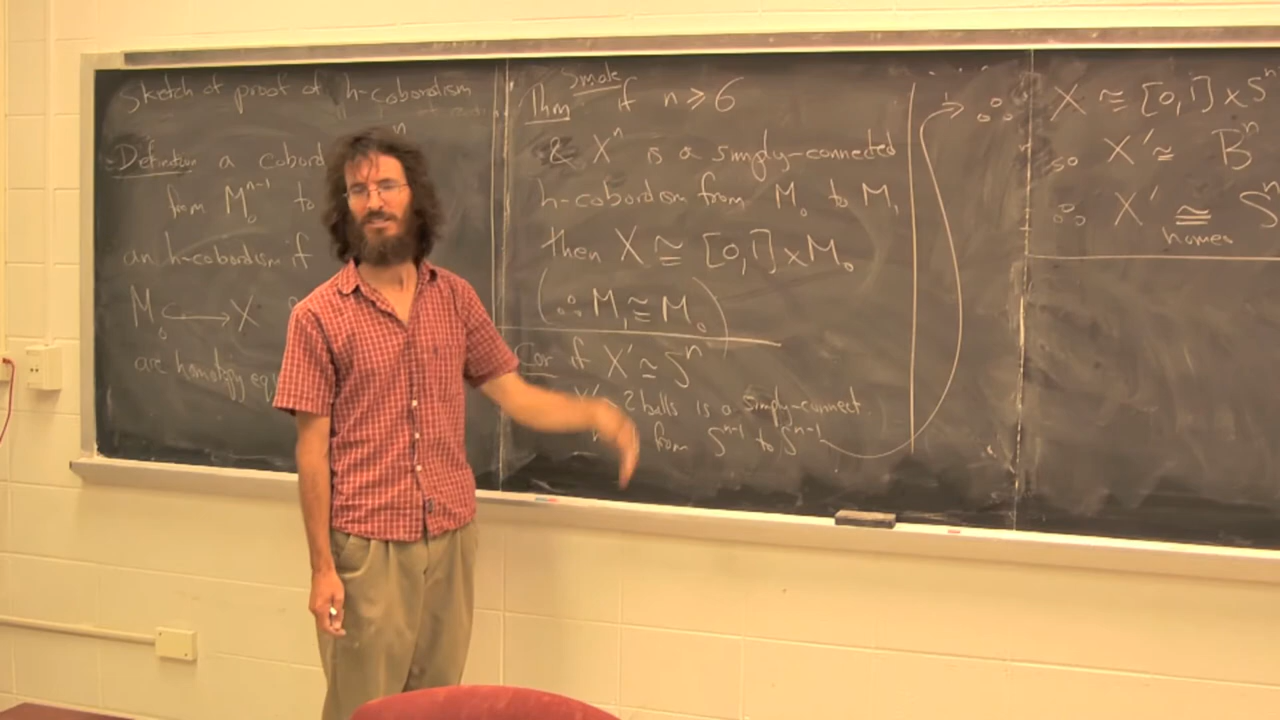 Sketch of proof of h-cobordism
n
Definition a cobord
from M₀ⁿ⁻¹ to
an h-cobordism if
M₀ ↪ X
are homotopy equ
Smale
Thm if n ≥ 6
& Xⁿ is a simply-connected
h-cobordism from M₀ to M₁
then X ≅ [0,1] × M₀
(∴ M₁ ≅ M₀)
Cor if X' ≃ Sⁿ
2 balls is a simply-connect.
from Sⁿ⁻¹ to Sⁿ⁻¹
∴ X ≅ [0,1] × Sⁿ
so X' ≃ Bⁿ
∴ X' ≅ Sⁿ
homeo